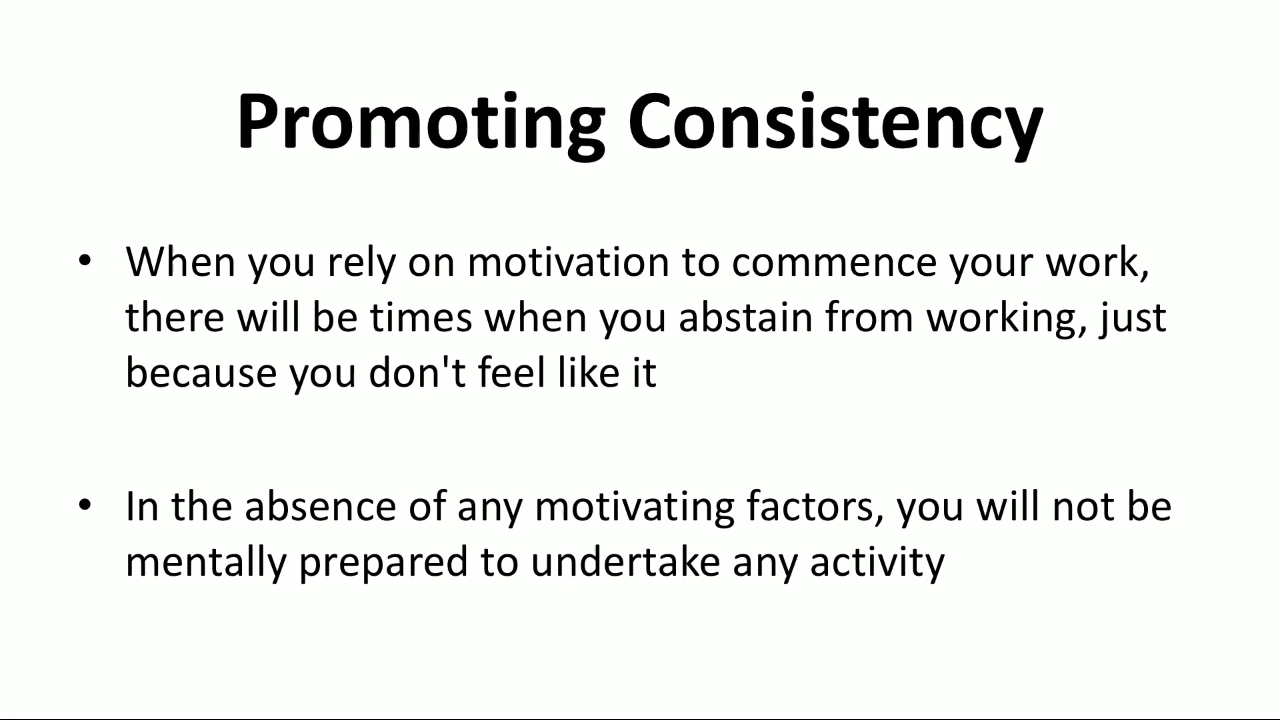 Promoting Consistency
• When you rely on motivation to commence your work,
there will be times when you abstain from working, just
because you don't feel like it
• In the absence of any motivating factors, you will not be
mentally prepared to undertake any activity